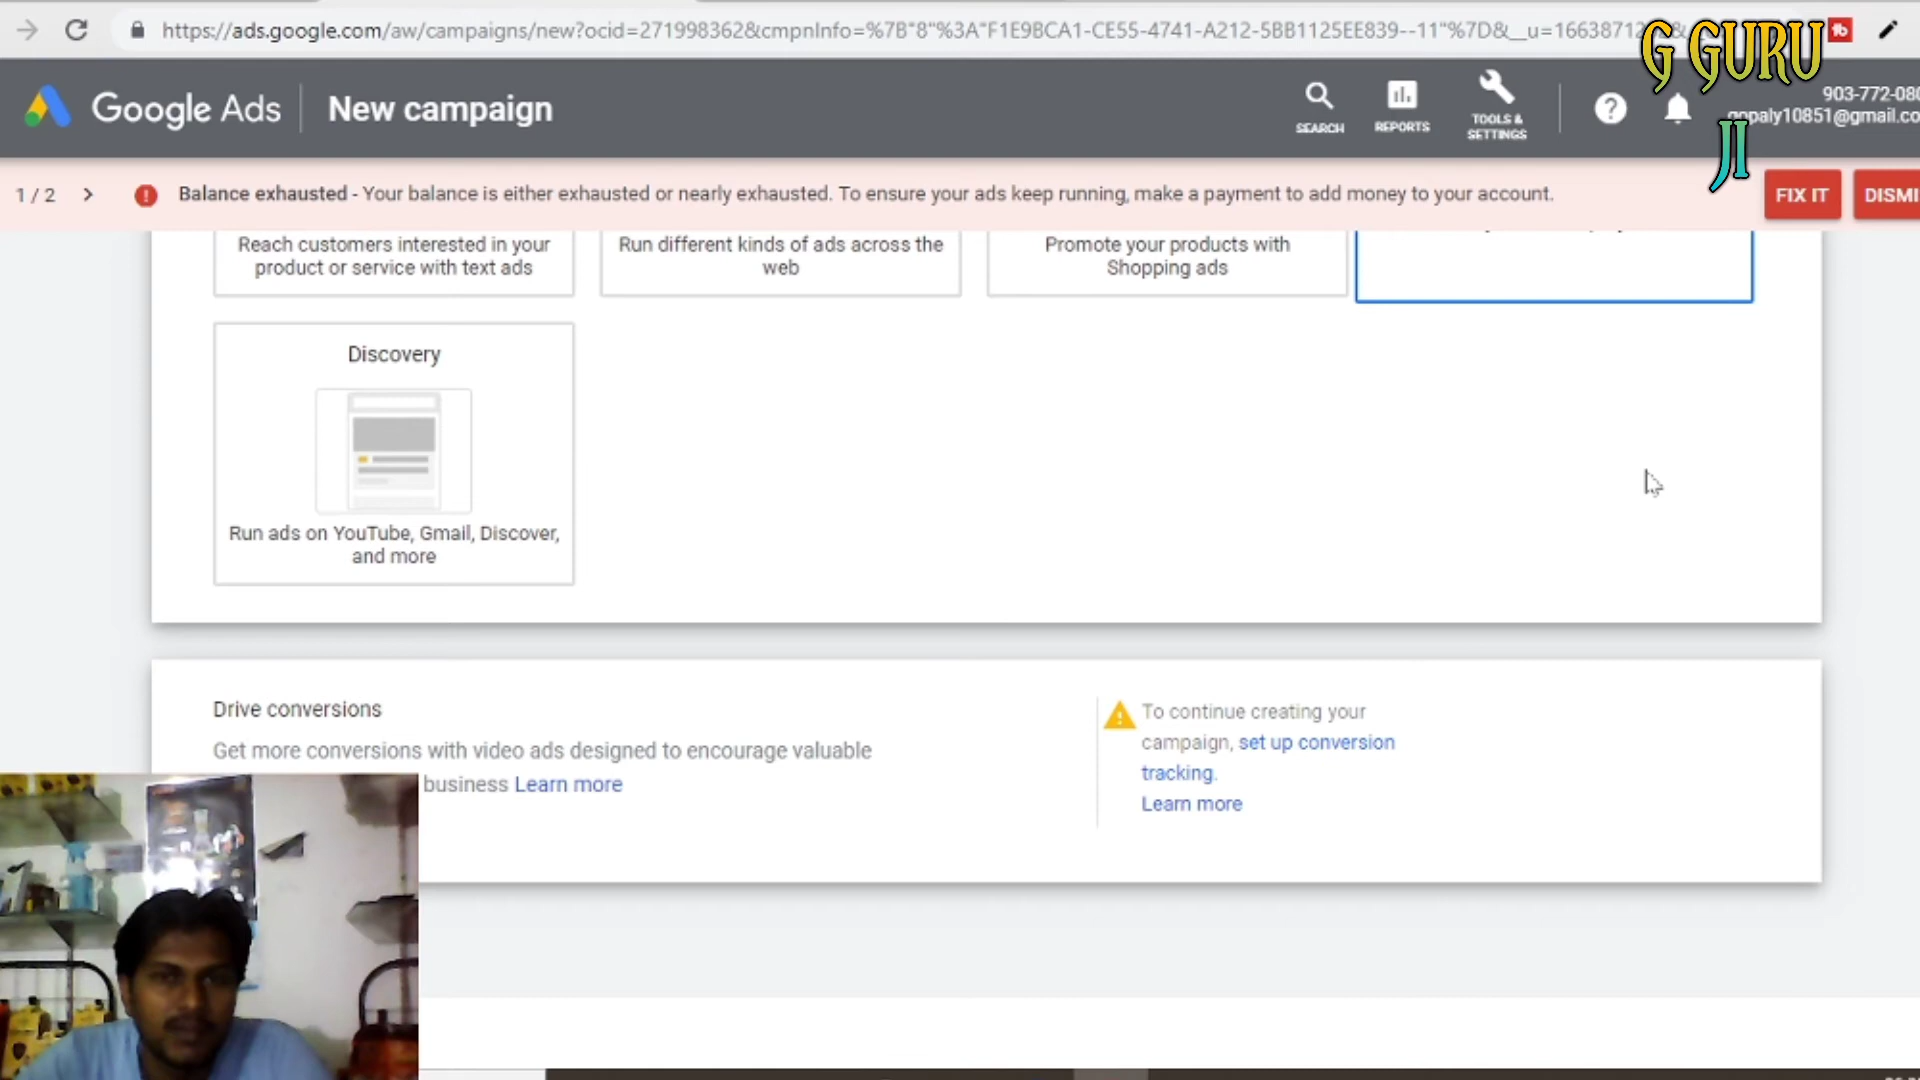 https://ads.google.com/aw/campaigns/new?ocid=271998362&cmpnInfo=%7B"8"%3A"F1E9BCA1-CE55-4741-A212-5BB1125EE839--11"%7D&__u=16638712
G GURU
JI
Google Ads
New campaign
SEARCH
REPORTS
TOOLS &
SETTINGS
903-772-080
gopaly10851@gmail.co
1 / 2
Balance exhausted - Your balance is either exhausted or nearly exhausted. To ensure your ads keep running, make a payment to add money to your account.
FIX IT
DISMI
Reach customers interested in your
product or service with text ads
Run different kinds of ads across the
web
Promote your products with
Shopping ads
Discovery
Run ads on YouTube, Gmail, Discover,
and more
Drive conversions
Get more conversions with video ads designed to encourage valuable
business Learn more
To continue creating your
campaign, set up conversion
tracking.
Learn more